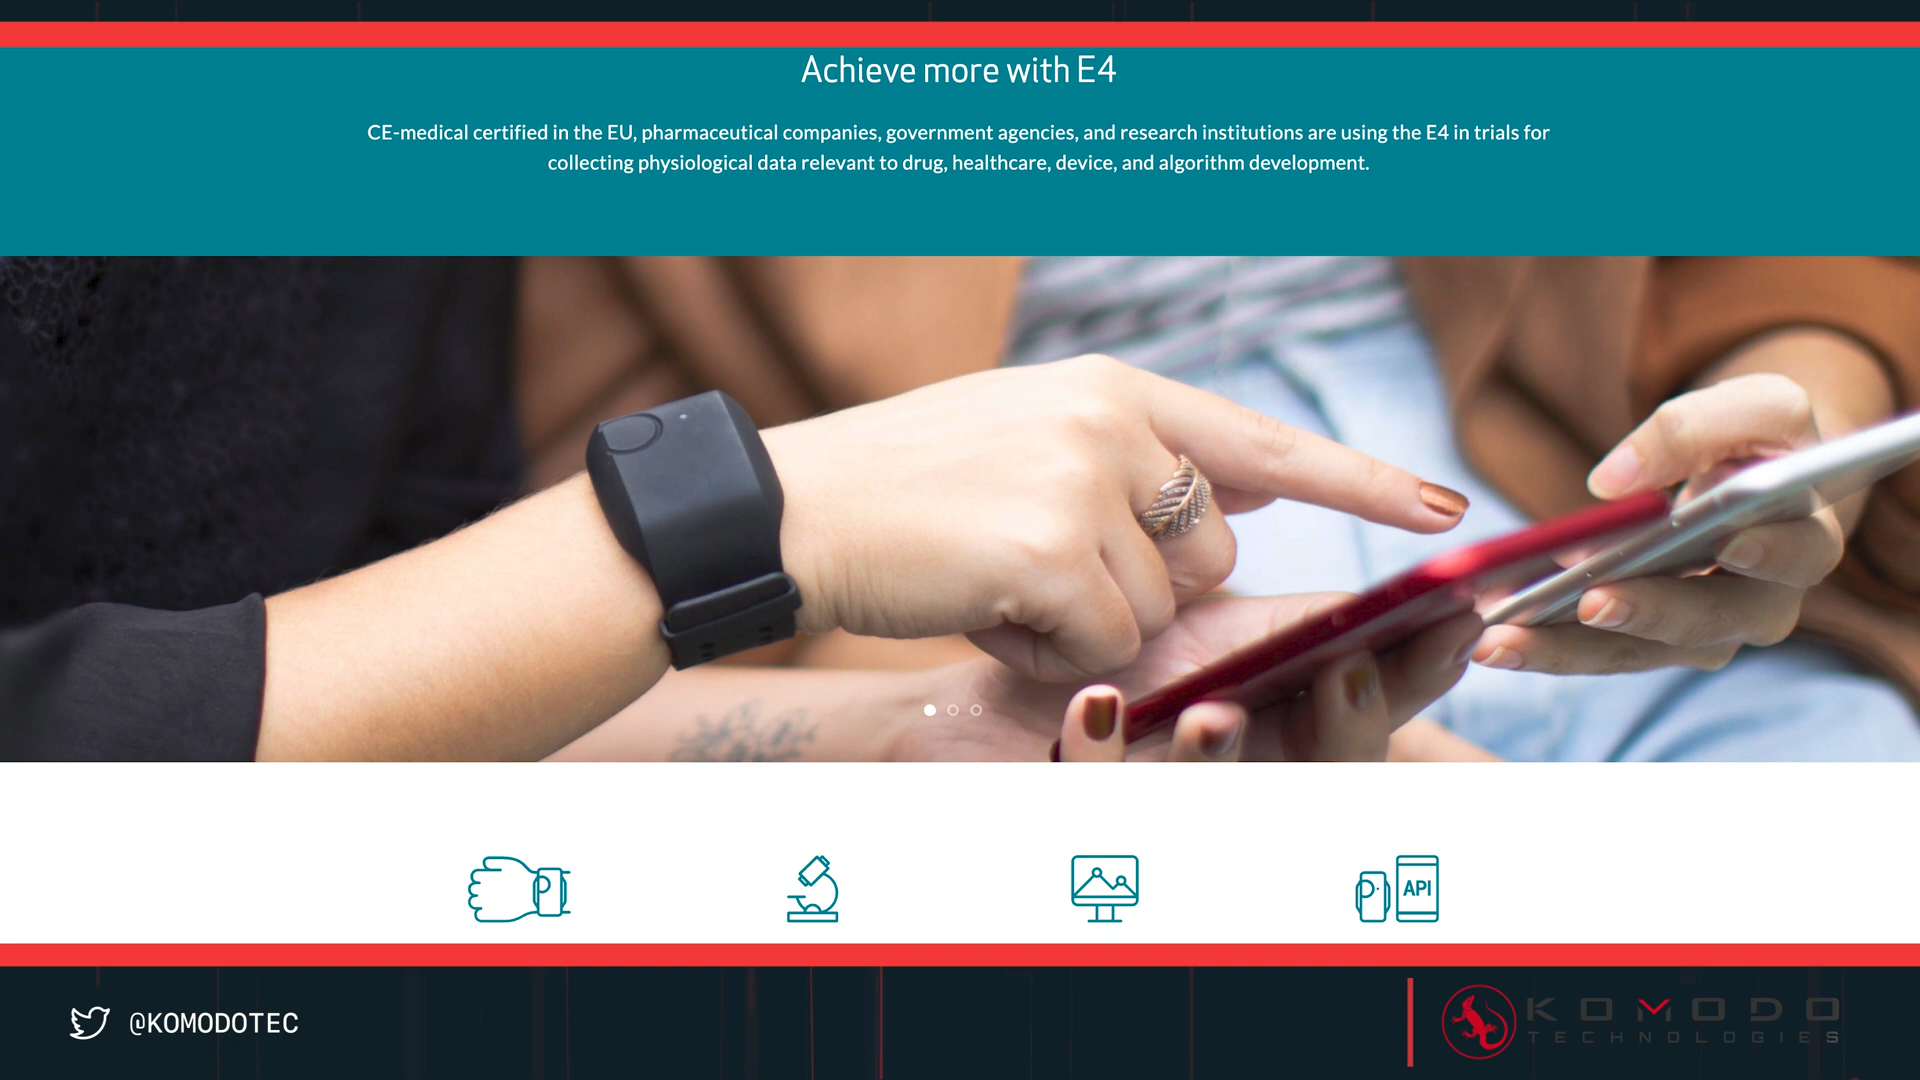 Achieve more with E4
CE-medical certified in the EU, pharmaceutical companies, government agencies, and research institutions are using the E4 in trials for
collecting physiological data relevant to drug, healthcare, device, and algorithm development.
API
@KOMODOTEC
KOMODO
TECHNOLOGIES